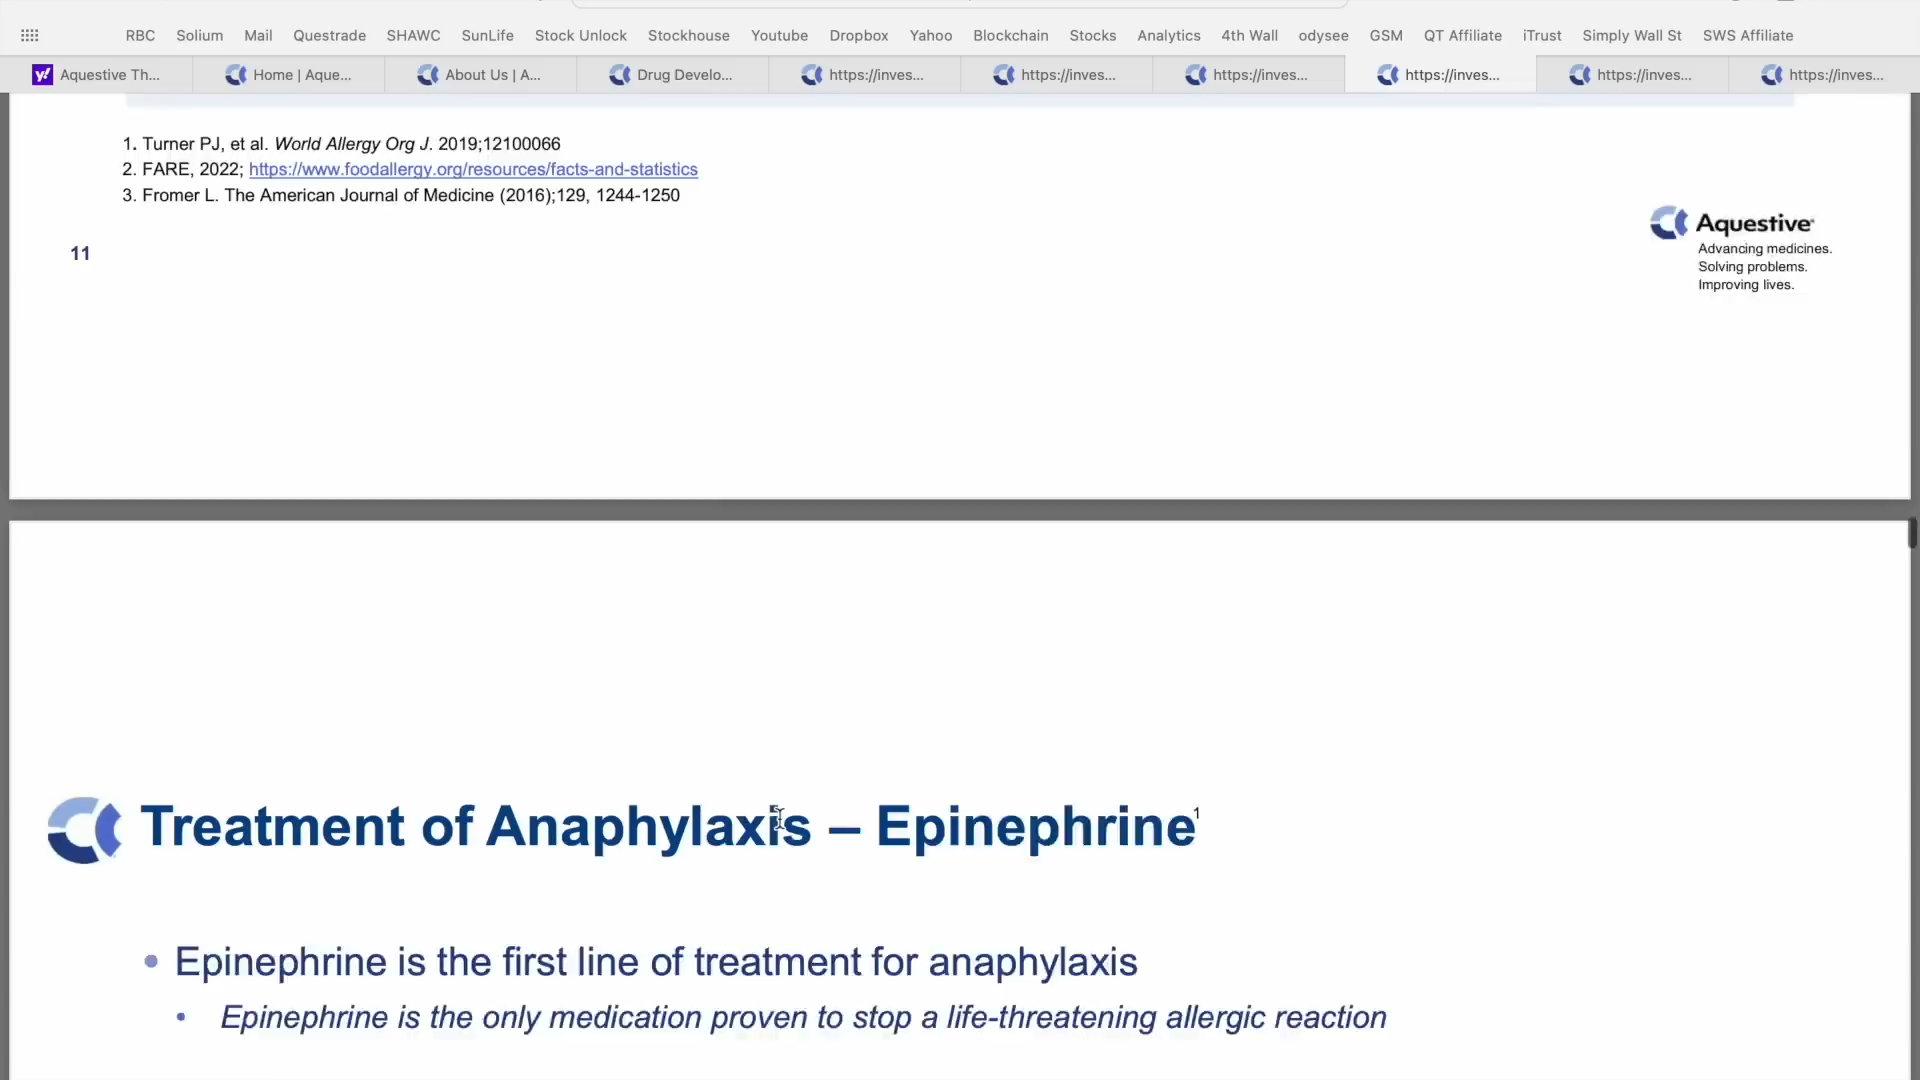 RBC Solium Mail Questrade SHAWC SunLife Stock Unlock Stockhouse Youtube Dropbox Yahoo Blockchain Stocks Analytics 4th Wall odysee GSM QT Affiliate iTrust Simply Wall St SWS Affiliate
y! Aquestive Th... Home | Aque... About Us | A... Drug Develo... https://inves... https://inves... https://inves... https://inves... https://inves... https://inves...
1. Turner PJ, et al. World Allergy Org J. 2019;12100066
2. FARE, 2022; https://www.foodallergy.org/resources/facts-and-statistics
3. Fromer L. The American Journal of Medicine (2016);129, 1244-1250
11
Aquestive
Advancing medicines.
Solving problems.
Improving lives.
Treatment of Anaphylaxis – Epinephrine¹
• Epinephrine is the first line of treatment for anaphylaxis
• Epinephrine is the only medication proven to stop a life-threatening allergic reaction